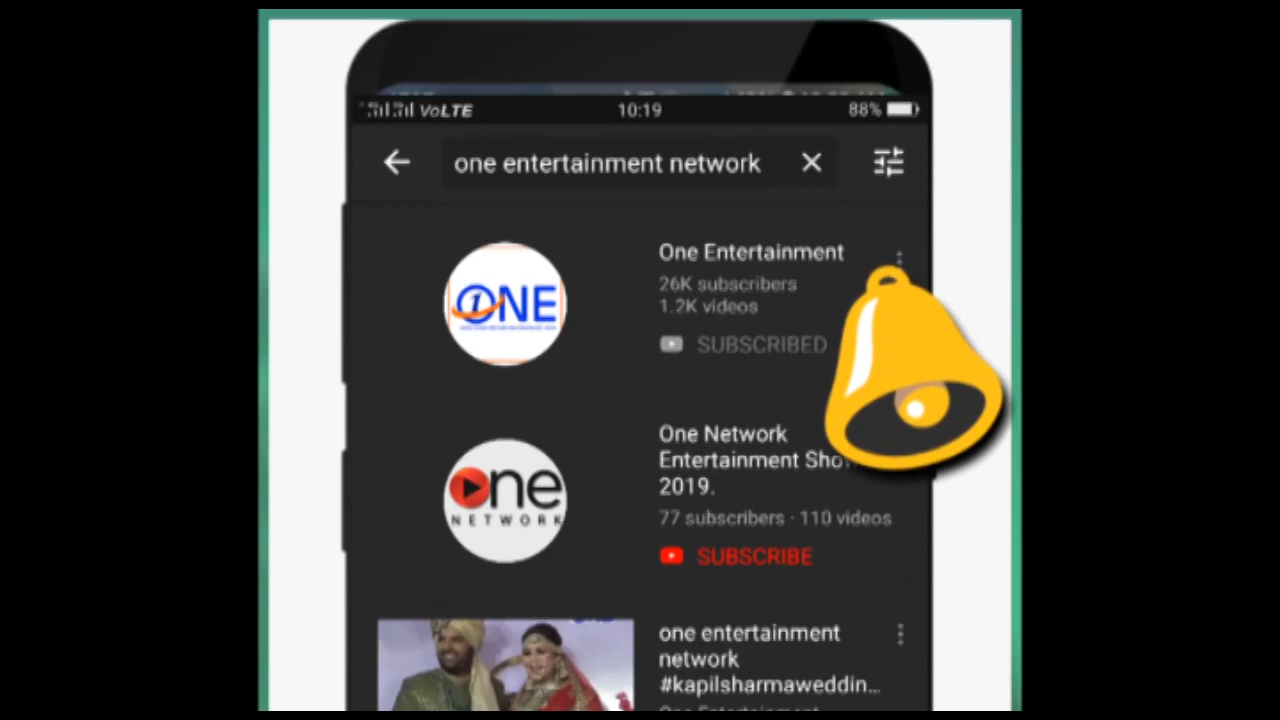 VoLTE 10:19 88%
one entertainment network
One Entertainment
26K subscribers
1.2K videos
SUBSCRIBED
ONE
One Network
Entertainment
2019.
77 subscribers · 110 videos
SUBSCRIBE
one
NETWORK
one entertainment
network
#kapilsharmaweddin...